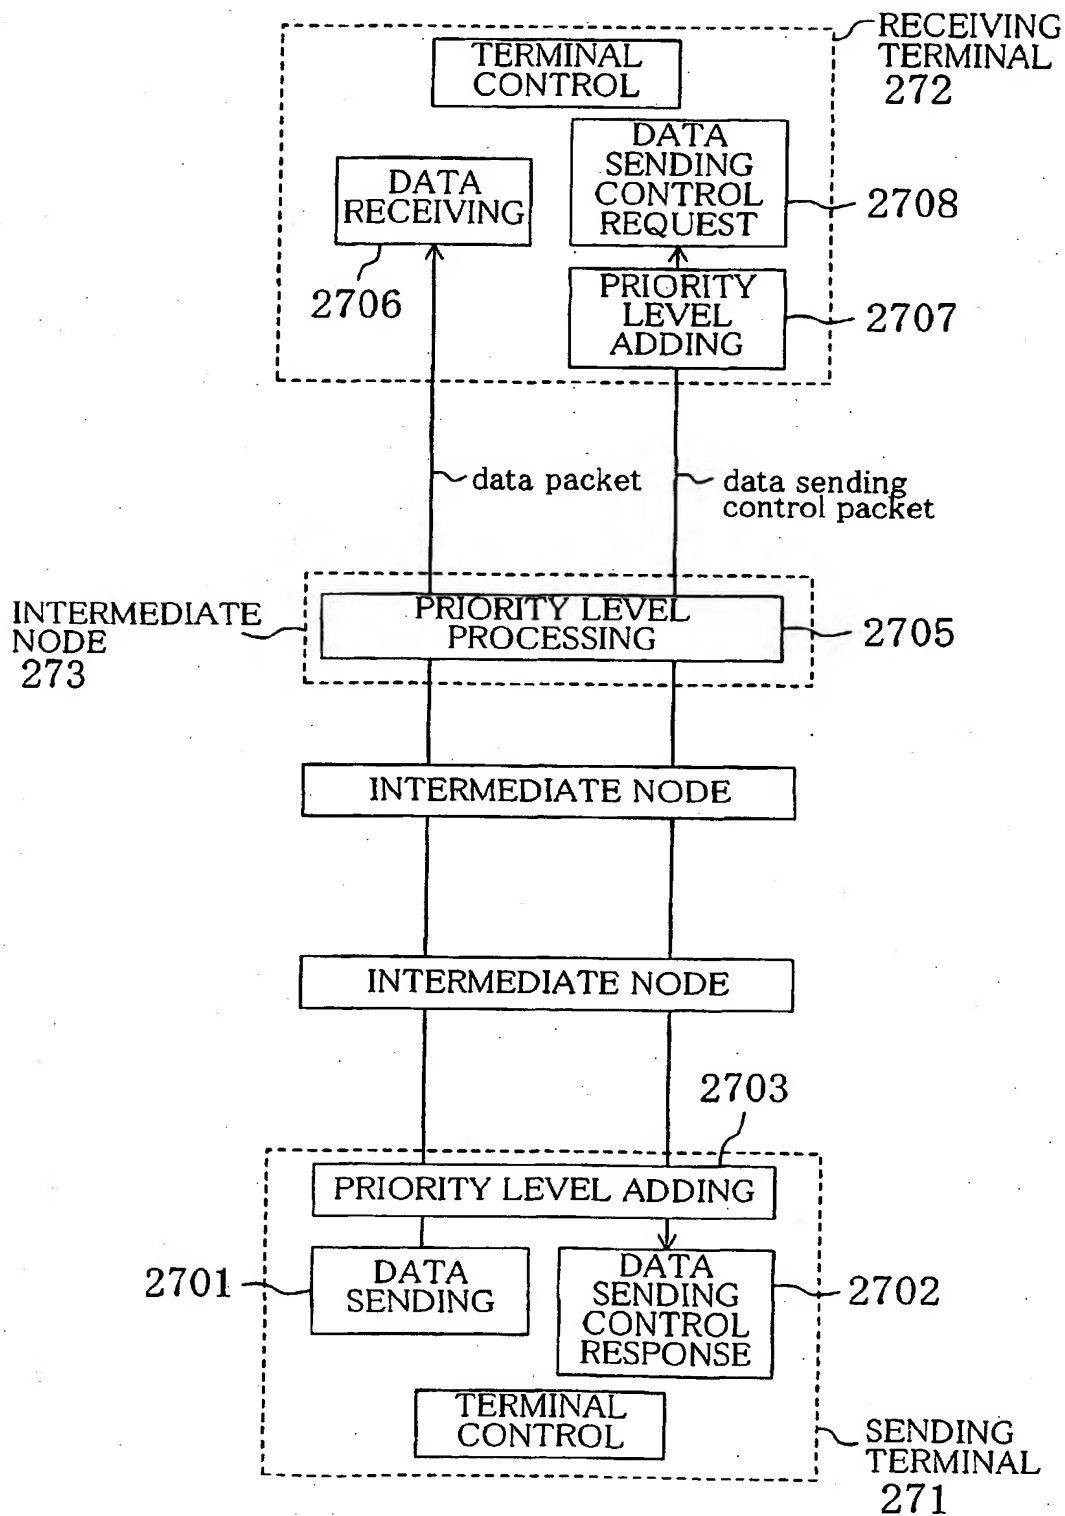 RECEIVING
TERMINAL
272
TERMINAL
CONTROL
DATA
SENDING
CONTROL
REQUEST
2708
DATA
RECEIVING
2706
PRIORITY
LEVEL
ADDING
2707
data packet
data sending
control packet
INTERMEDIATE
NODE
273
PRIORITY LEVEL
PROCESSING
2705
INTERMEDIATE NODE
INTERMEDIATE NODE
2703
PRIORITY LEVEL ADDING
2701
DATA
SENDING
DATA
SENDING
CONTROL
RESPONSE
2702
TERMINAL
CONTROL
SENDING
TERMINAL
271